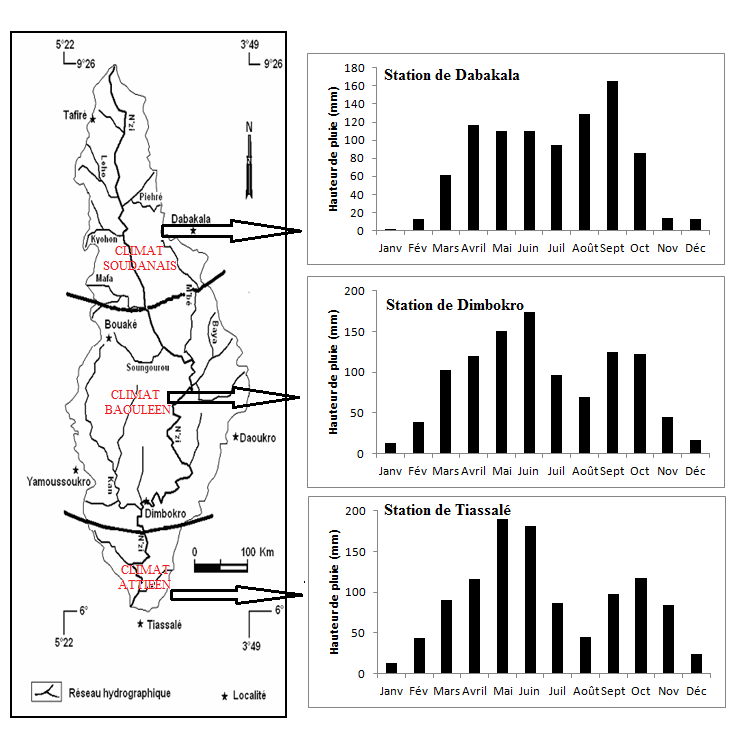 5°22
3°49
9°26
9°26
Tafiré
N'zi
N
Loho
Piehré
Dabakala
Kyohon
CLIMAT
SOUDANAIS
Mafa
M'bé
Bouaké
Baya
Soungourou
CLIMAT
BAOULEEN
N'zi
Daoukro
Yamoussoukro
Kan
Dimbokro
N'zi
0 100 Km
CLIMAT
ATTIEEN
6°
6°
Tiassalé
5°22
3°49
Réseau hydrographique
Localité
Station de Dabakala
Hauteur de pluie (mm)
180
160
140
120
100
80
60
40
20
0
Janv Fév Mars Avril Mai Juin Juil Août Sept Oct Nov Déc
Station de Dimbokro
Hauteur de pluie (mm)
200
150
100
50
0
Janv Fév Mars Avril Mai Juin Juil Août Sept Oct Nov Déc
Station de Tiassalé
Hauteur de pluie (mm)
200
150
100
50
0
Janv Fév Mars Avril Mai Juin Juil Août Sept Oct Nov Déc